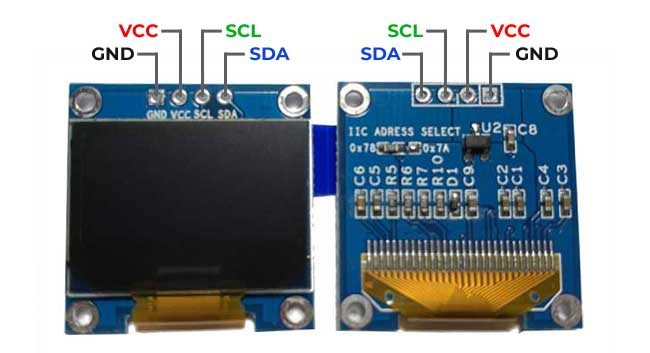 VCC SCL
GND SDA
GND VCC SCL SDA
SCL VCC
SDA GND
IIC ADRESS SELECT
0x78 0x7A
U2
C8
C6 C5 R5 R6 R7 R10 D1 C9 C2 C1 C4 C3